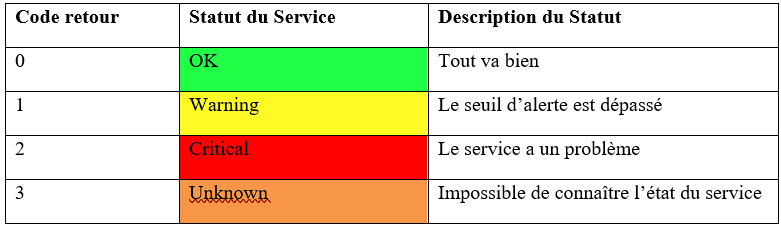 Code retour Statut du Service Description du Statut
0 OK Tout va bien
1 Warning Le seuil d’alerte est dépassé
2 Critical Le service a un problème
3 Unknown Impossible de connaître l’état du service